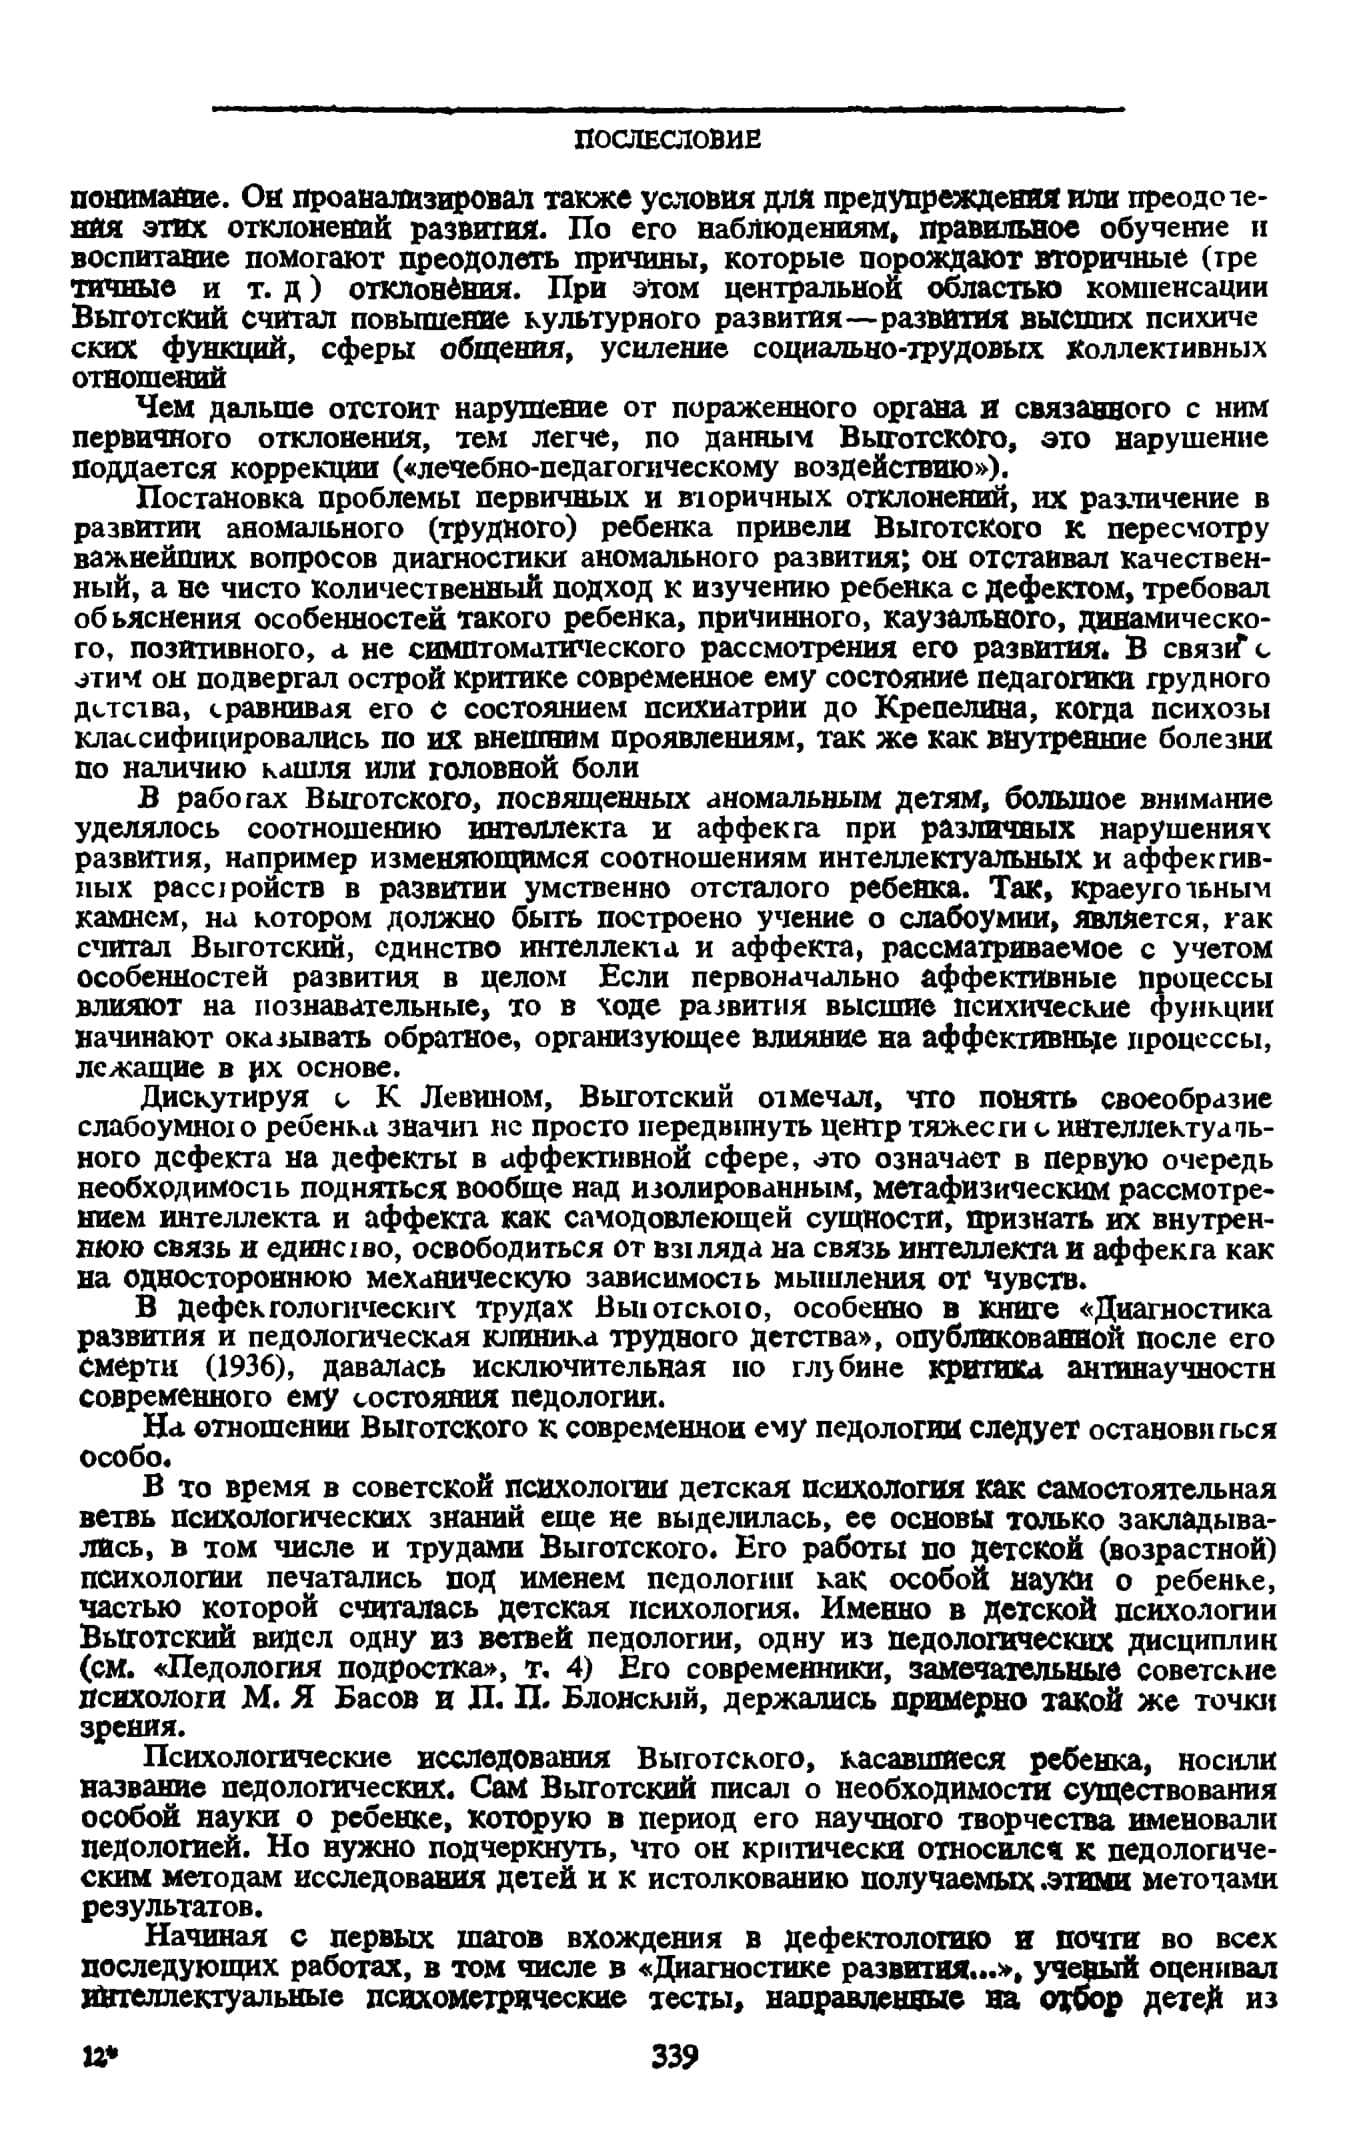 ПОСЛЕСЛОВИЕ
понимание. Он проанализировал также условия для предупреждения или преодоле-
ния этих отклонений развития. По его наблюдениям, правильное обучение и
воспитание помогают преодолеть причины, которые порождают вторичные (тре
тичные и т. д ) отклонения. При этом центральной областью компенсации
Выготский считал повышение культурного развития—развития высших психиче
ских функций, сферы общения, усиление социально-трудовых коллективных
отношений
Чем дальше отстоит нарушение от пораженного органа и связанного с ним
первичного отклонения, тем легче, по данным Выготского, это нарушение
поддается коррекции («лечебно-педагогическому воздействию»).
Постановка проблемы первичных и вторичных отклонений, их различение в
развитии аномального (трудного) ребенка привели Выготского к пересмотру
важнейших вопросов диагностики аномального развития; он отстаивал качествен-
ный, а не чисто количественный подход к изучению ребенка с дефектом, требовал
объяснения особенностей такого ребенка, причинного, каузального, динамическо-
го, позитивного, а не симптоматического рассмотрения его развития. В связи с
этим он подвергал острой критике современное ему состояние педагогики трудного
детства, сравнивая его с состоянием психиатрии до Крепелина, когда психозы
классифицировались по их внешним проявлениям, так же как внутренние болезни
по наличию кашля или головной боли
В работах Выготского, посвященных аномальным детям, большое внимание
уделялось соотношению интеллекта и аффекта при различных нарушениях
развития, например изменяющимся соотношениям интеллектуальных и аффектив-
ных расстройств в развитии умственно отсталого ребенка. Так, краеугольным
камнем, на котором должно быть построено учение о слабоумии, является, как
считал Выготский, единство интеллекта и аффекта, рассматриваемое с учетом
особенностей развития в целом Если первоначально аффективные процессы
влияют на познавательные, то в ходе развития высшие психические функции
начинают оказывать обратное, организующее влияние на аффективные процессы,
лежащие в их основе.
Дискутируя с К Левином, Выготский отмечал, что понять своеобразие
слабоумного ребенка значит не просто передвинуть центр тяжести с интеллектуаль-
ного дефекта на дефекты в аффективной сфере, это означает в первую очередь
необходимость подняться вообще над изолированным, метафизическим рассмотре-
нием интеллекта и аффекта как самодовлеющей сущности, признать их внутрен-
нюю связь и единство, освободиться от взгляда на связь интеллекта и аффекта как
на одностороннюю механическую зависимость мышления от чувств.
В дефектологических трудах Выготского, особенно в книге «Диагностика
развития и педологическая клиника трудного детства», опубликованной после его
смерти (1936), давалась исключительная по глубине критика антинаучности
современного ему состояния педологии.
На отношении Выготского к современной ему педологии следует остановиться
особо.
В то время в советской психологии детская психология как самостоятельная
ветвь психологических знаний еще не выделилась, ее основы только закладыва-
лись, в том числе и трудами Выготского. Его работы по детской (возрастной)
психологии печатались под именем педологии как особой науки о ребенке,
частью которой считалась детская психология. Именно в детской психологии
Выготский видел одну из ветвей педологии, одну из педологических дисциплин
(см. «Педология подростка», т. 4) Его современники, замечательные советские
психологи М. Я Басов и П. П. Блонский, держались примерно такой же точки
зрения.
Психологические исследования Выготского, касавшиеся ребенка, носили
название педологических. Сам Выготский писал о необходимости существования
особой науки о ребенке, которую в период его научного творчества именовали
педологией. Но нужно подчеркнуть, что он критически относился к педологиче-
ским методам исследования детей и к истолкованию получаемых этими методами
результатов.
Начиная с первых шагов вхождения в дефектологию и почти во всех
последующих работах, в том числе в «Диагностике развития...», ученый оценивал
интеллектуальные психометрические тесты, направленные на отбор детей из
12*
339